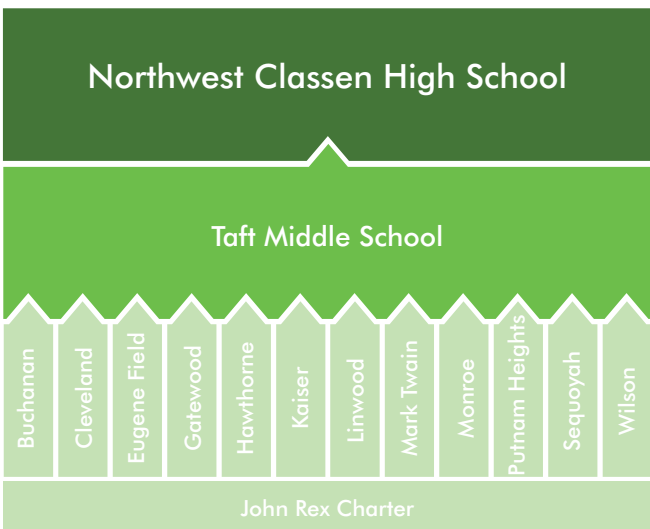 Northwest Classen High School
Taft Middle School
Buchanan
Cleveland
Eugene Field
Gatewood
Hawthorne
Kaiser
Linwood
Mark Twain
Monroe
Putnam Heights
Sequoyah
Wilson
John Rex Charter